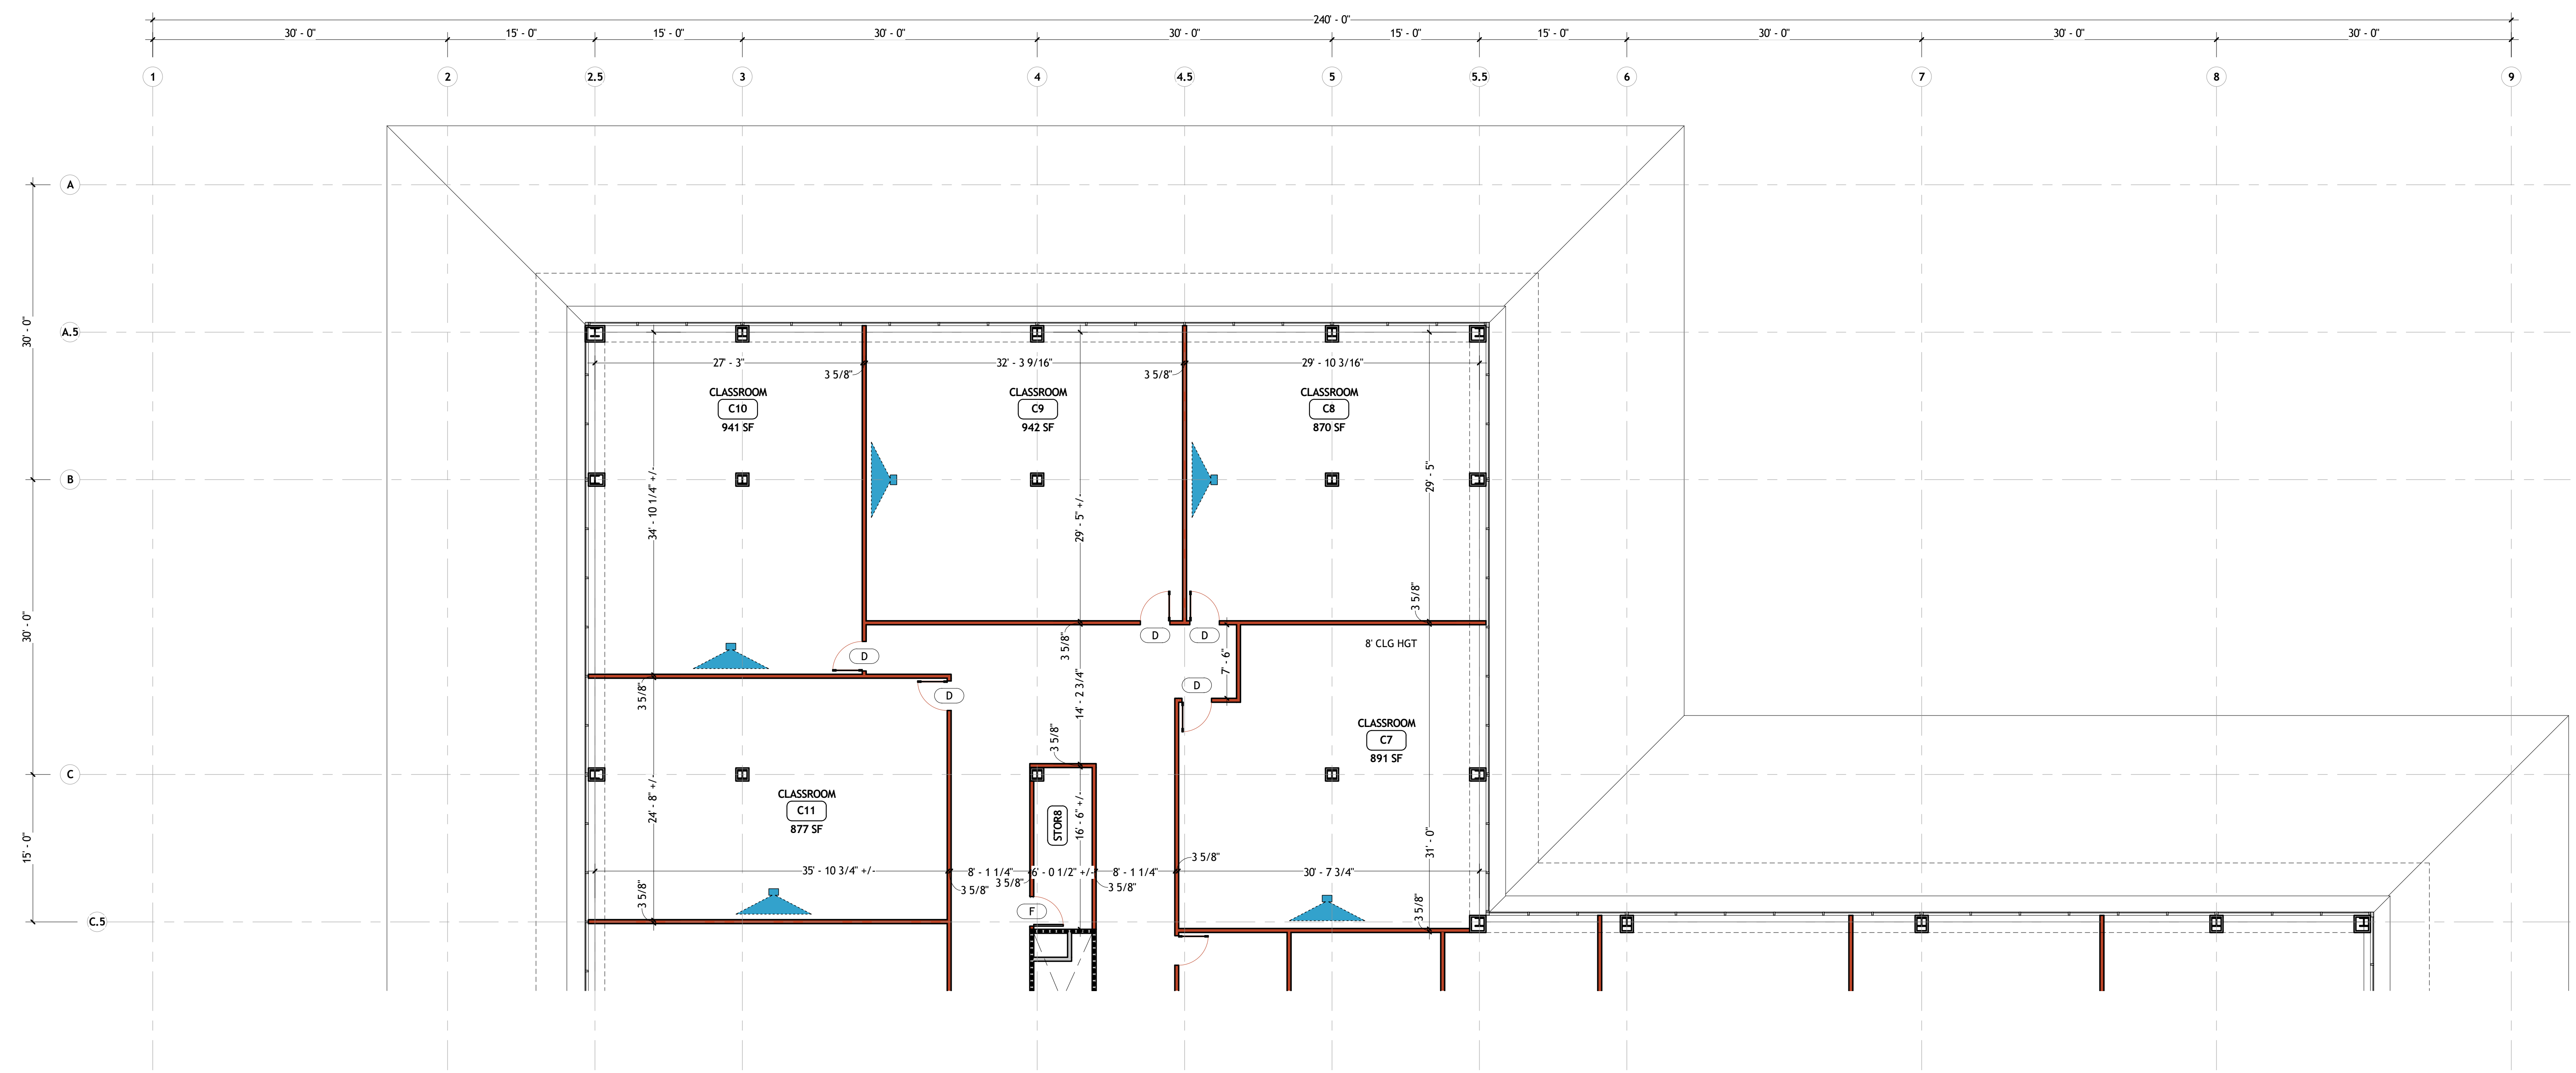 240' - 0"
30' - 0" 15' - 0" 15' - 0" 30' - 0" 30' - 0" 15' - 0" 15' - 0" 30' - 0" 30' - 0" 30' - 0"
1 2 2.5 3 4 4.5 5 5.5 6 7 8 9
A
30' - 0"
A.5
27' - 3" 32' - 3 9/16" 29' - 10 3/16"
3 5/8" 3 5/8"
CLASSROOM
C10
941 SF
CLASSROOM
C9
942 SF
CLASSROOM
C8
870 SF
B
34' - 10 1/4" +/-
29' - 5" +/-
29' - 5"
3 5/8"
30' - 0"
D D
3 5/8"
8' CLG HGT
D
7' - 6"
D
D
3 5/8"
14' - 2 3/4"
3 5/8"
CLASSROOM
C7
891 SF
C
CLASSROOM
C11
877 SF
24' - 8" +/-
STOR8
16' - 6" +/-
31' - 0"
15' - 0"
3 5/8"
35' - 10 3/4" +/- 8' - 1 1/4" 6' - 0 1/2" +/- 8' - 1 1/4" 30' - 7 3/4"
3 5/8" 3 5/8" 3 5/8"
3 5/8"
3 5/8"
F
C.5